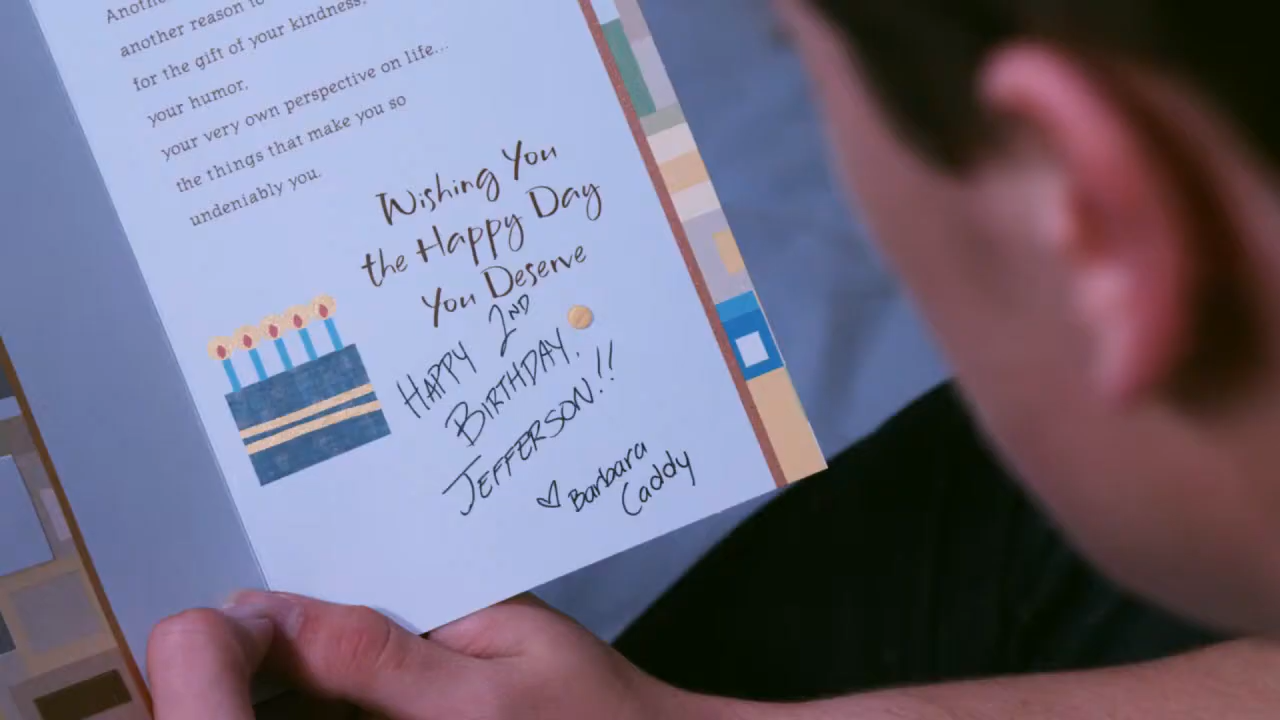 Another
another reason to
for the gift of your kindness,
your humor,
your very own perspective on life...
the things that make you so
undeniably you.
Wishing You
the Happy Day
You Deserve
HAPPY 2ND
BIRTHDAY.
JEFFERSON!!
Barbara
Caddy